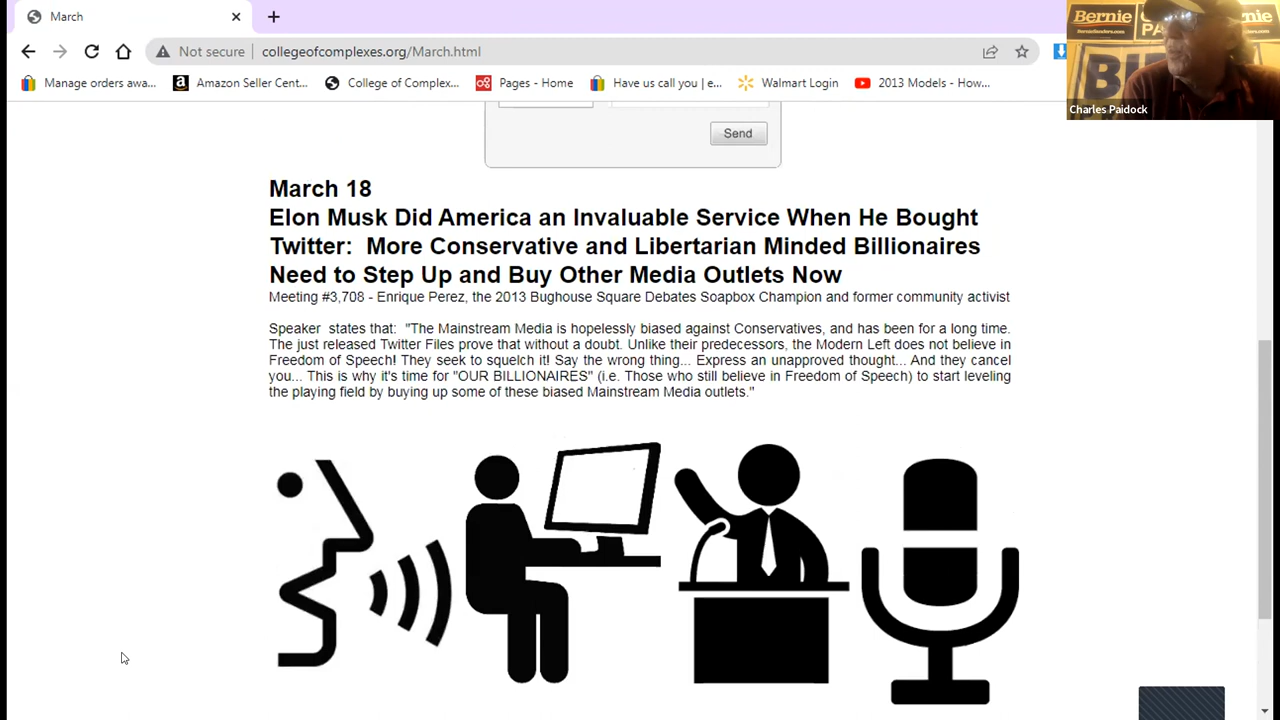 March
Not secure
collegeofcomplexes.org/March.html
Manage orders awa...
Amazon Seller Cent...
College of Complex...
Pages - Home
Have us call you | e...
Walmart Login
2013 Models - How...
Bernie
Charles Paidock
Send
March 18
Elon Musk Did America an Invaluable Service When He Bought
Twitter: More Conservative and Libertarian Minded Billionaires
Need to Step Up and Buy Other Media Outlets Now
Meeting #3,708 - Enrique Perez, the 2013 Bughouse Square Debates Soapbox Champion and former community activist
Speaker states that: "The Mainstream Media is hopelessly biased against Conservatives, and has been for a long time.
The just released Twitter Files prove that without a doubt. Unlike their predecessors, the Modern Left does not believe in
Freedom of Speech! They seek to squelch it! Say the wrong thing... Express an unapproved thought... And they cancel
you... This is why it's time for "OUR BILLIONAIRES" (i.e. Those who still believe in Freedom of Speech) to start leveling
the playing field by buying up some of these biased Mainstream Media outlets."